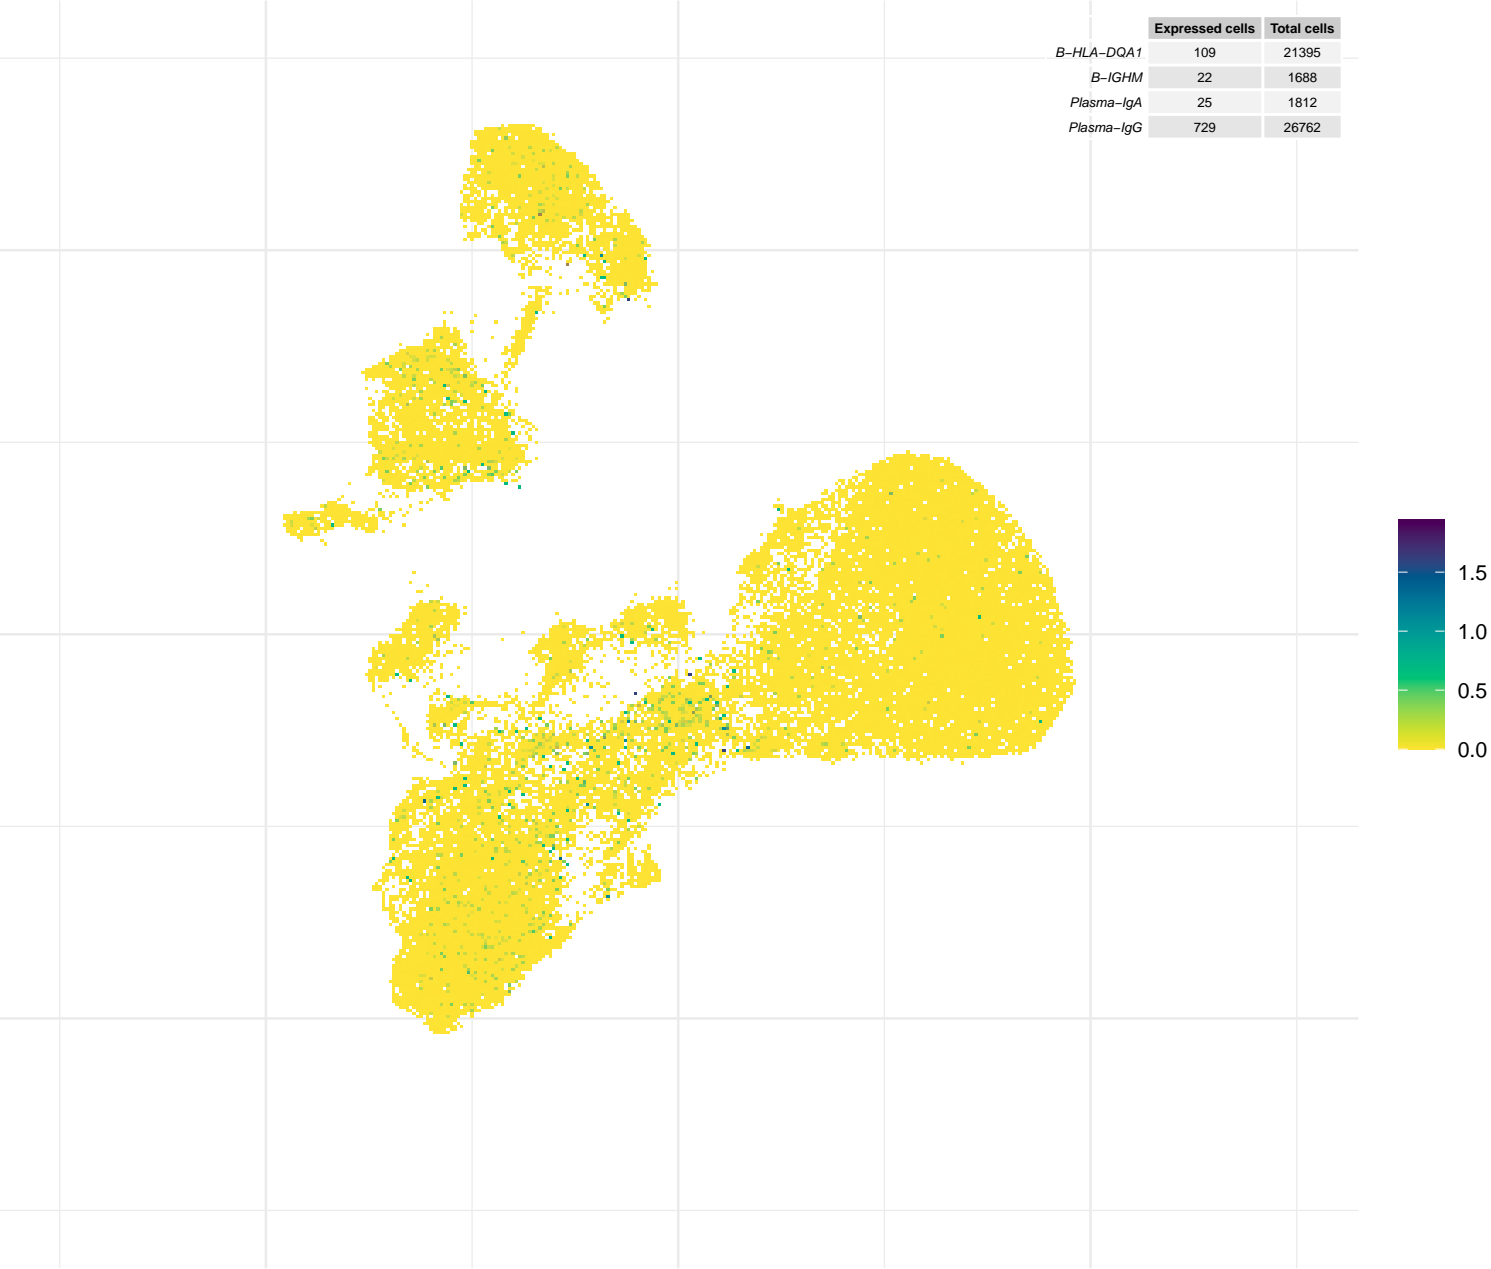 Expressed cells Total cells
B−HLA−DQA1 109 21395
B−IGHM 22 1688
Plasma−IgA 25 1812
Plasma−IgG 729 26762
1.5
1.0
0.5
0.0